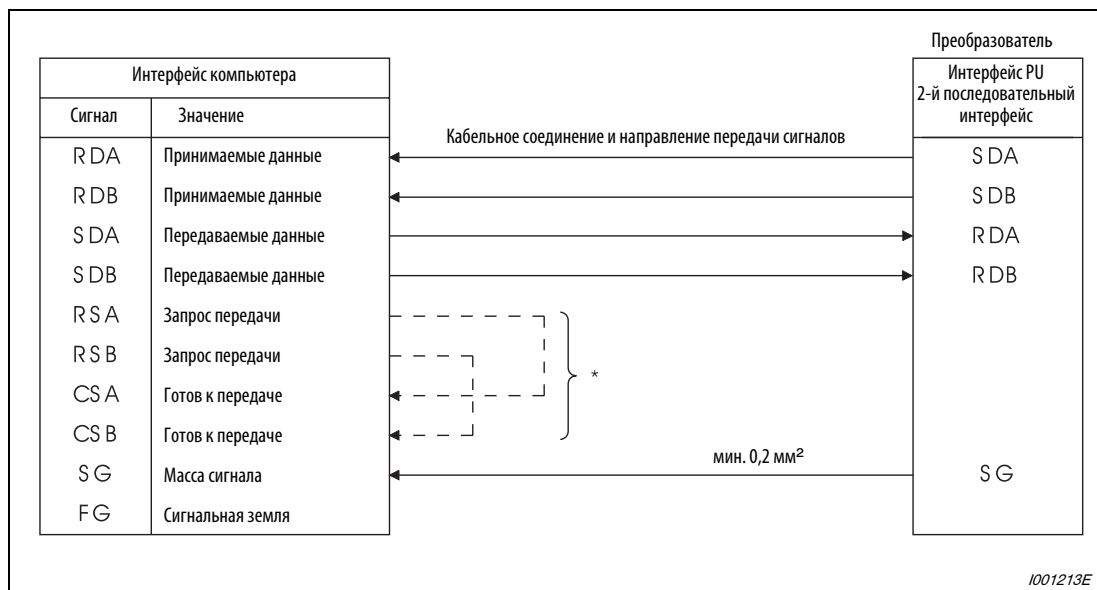 Преобразователь
Интерфейс компьютера
Интерфейс PU
2-й последовательный
интерфейс
Сигнал Значение
Кабельное соединение и направление передачи сигналов
RDA Принимаемые данные SDA
RDB Принимаемые данные SDB
SDA Передаваемые данные RDA
SDB Передаваемые данные RDB
RSA Запрос передачи
RSB Запрос передачи
*
CSA Готов к передаче
CSB Готов к передаче
мин. 0,2 мм²
SG Масса сигнала SG
FG Сигнальная земля
I001213E